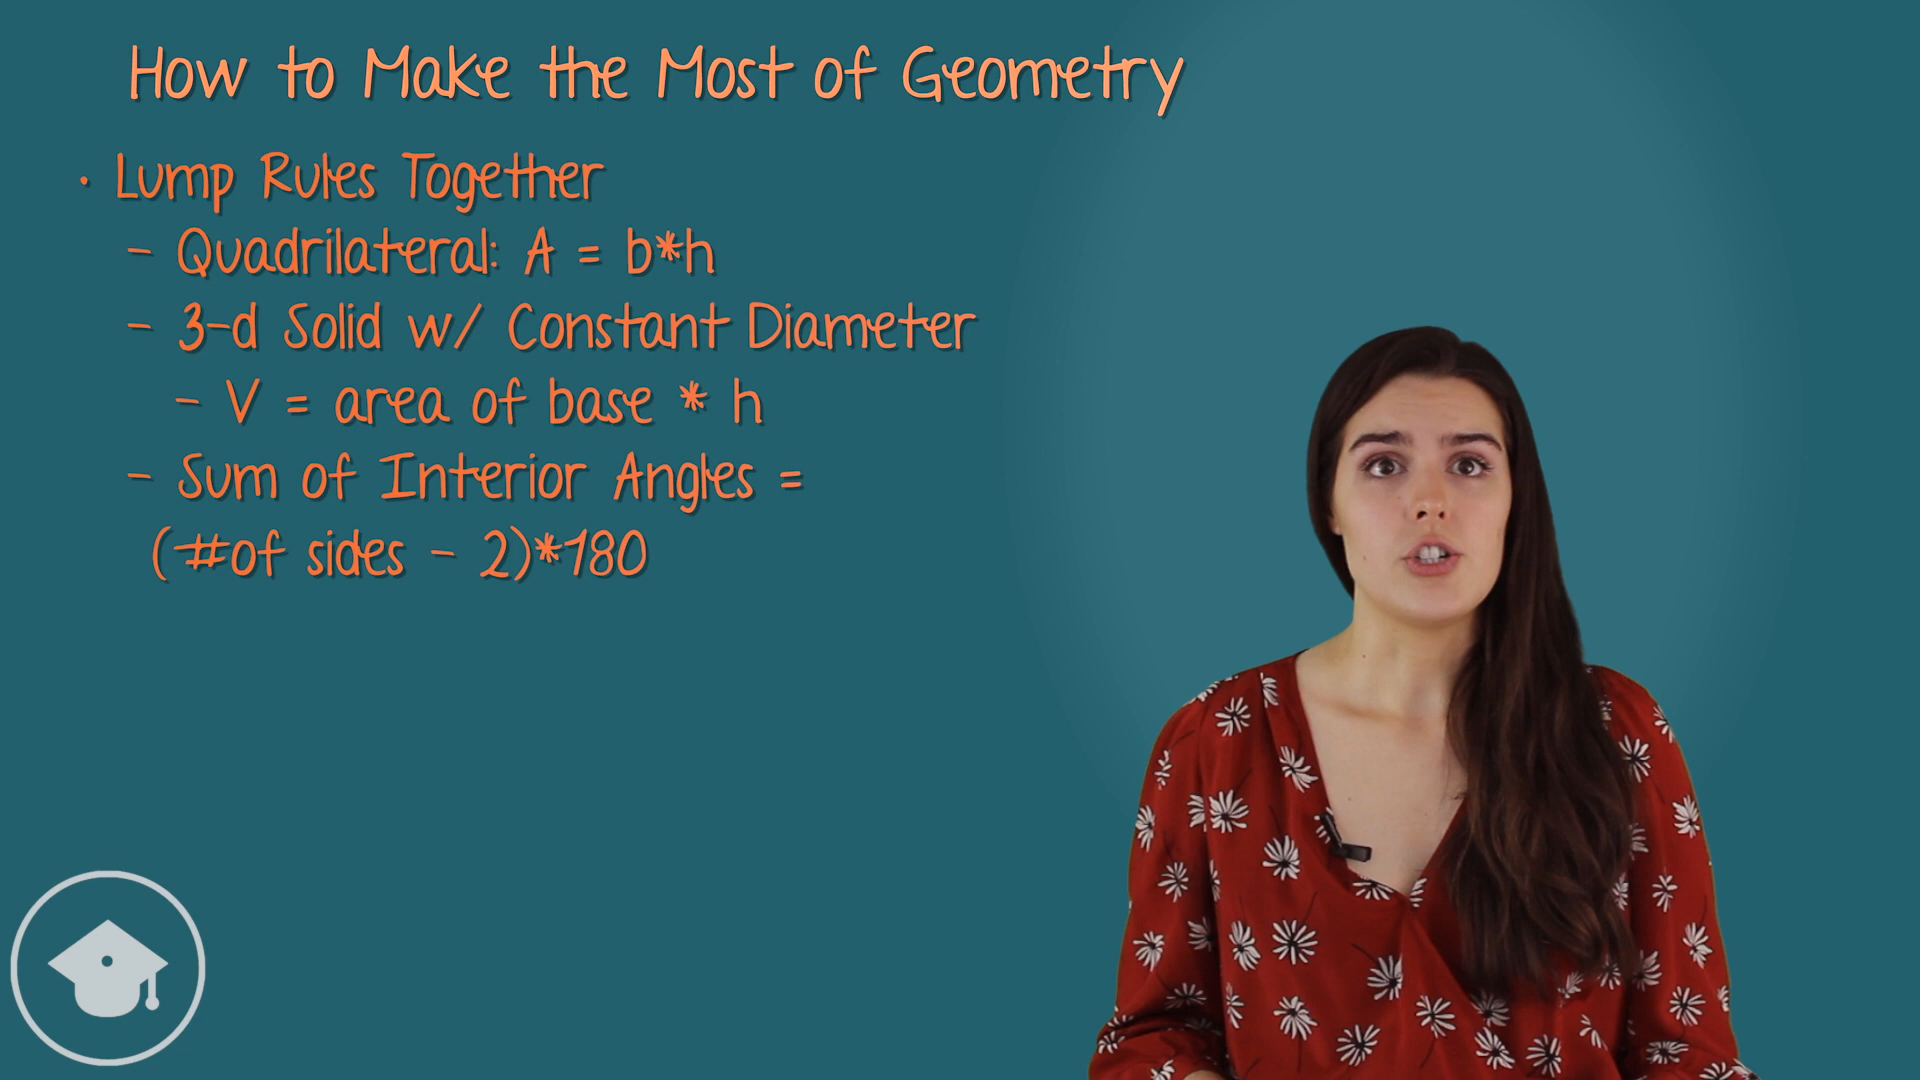 How to Make the Most of Geometry
• Lump Rules Together
- Quadrilateral: A = b*h
- 3-d Solid w/ Constant Diameter
- V = area of base * h
- Sum of Interior Angles =
(#of sides - 2)*180